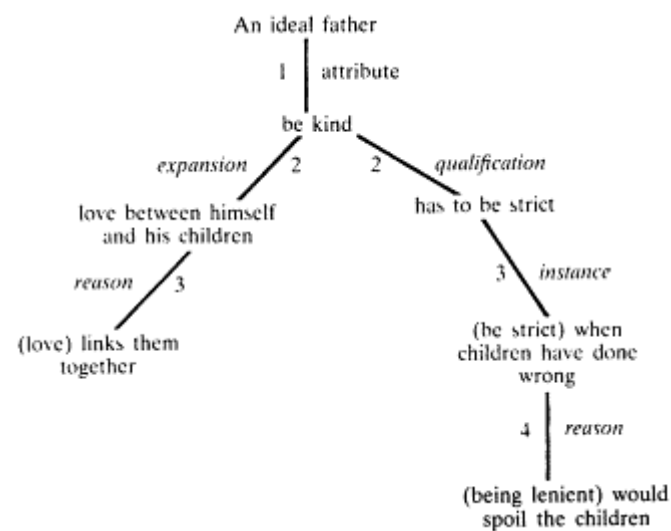 An ideal father
1 attribute
be kind
expansion 2 2 qualification
love between himself
and his children
has to be strict
reason 3
3 instance
(love) links them
together
(be strict) when
children have done
wrong
4 reason
(being lenient) would
spoil the children